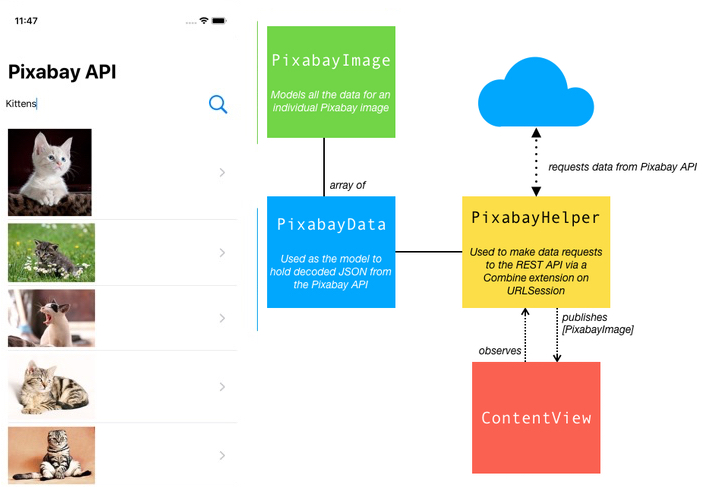 11:47
Pixabay API
Kittens
PixabayImage
Models all the data for an
individual Pixabay image
array of
PixabayData
Used as the model to
hold decoded JSON from
the Pixabay API
requests data from Pixabay API
PixabayHelper
Used to make data requests
to the REST API via a
Combine extension on
URLSession
publishes
[PixabayImage]
observes
ContentView